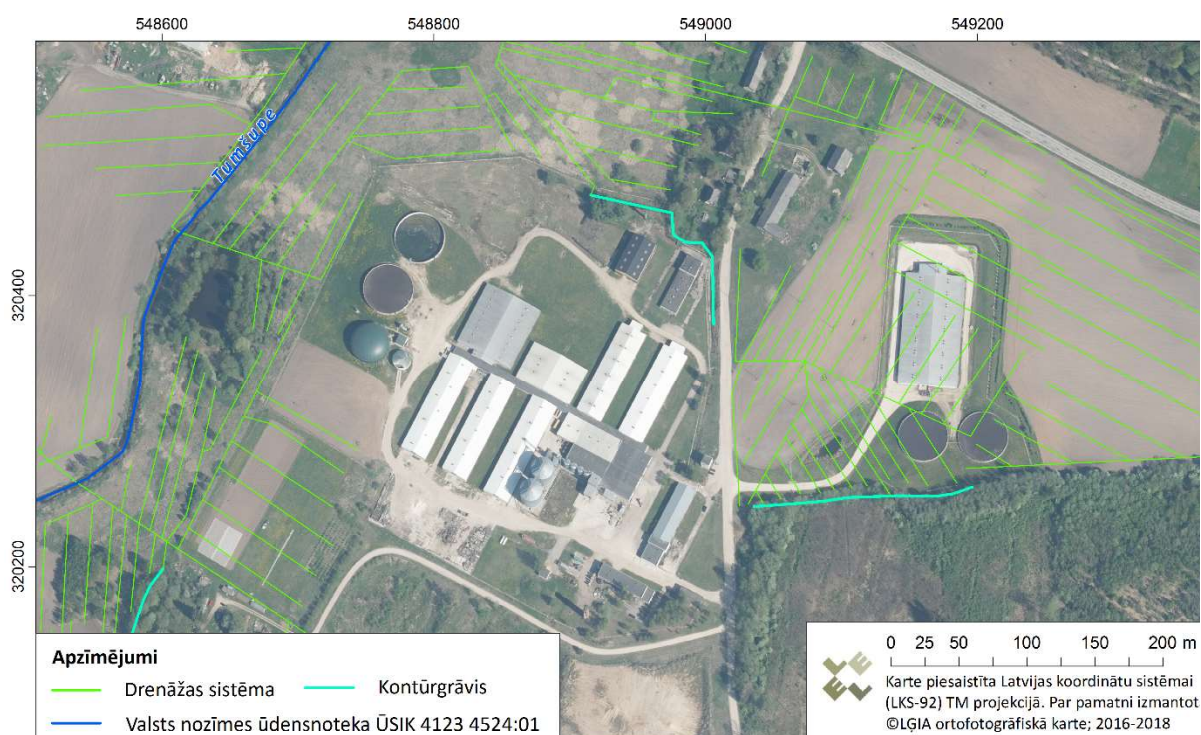 548600 548800 549000 549200
Tumšupe
320400
320200
Apzīmējumi
Drenāžas sistēma Kontūrgrāvis
Valsts nozīmes ūdensnoteka ŪSIK 4123 4524:01
0 25 50 100 150 200 m
Karte piesaistīta Latvijas koordinātu sistēmai
(LKS-92) TM projekcijā. Par pamatni izmantota
©LĢIA ortofotogrāfiskā karte; 2016-2018